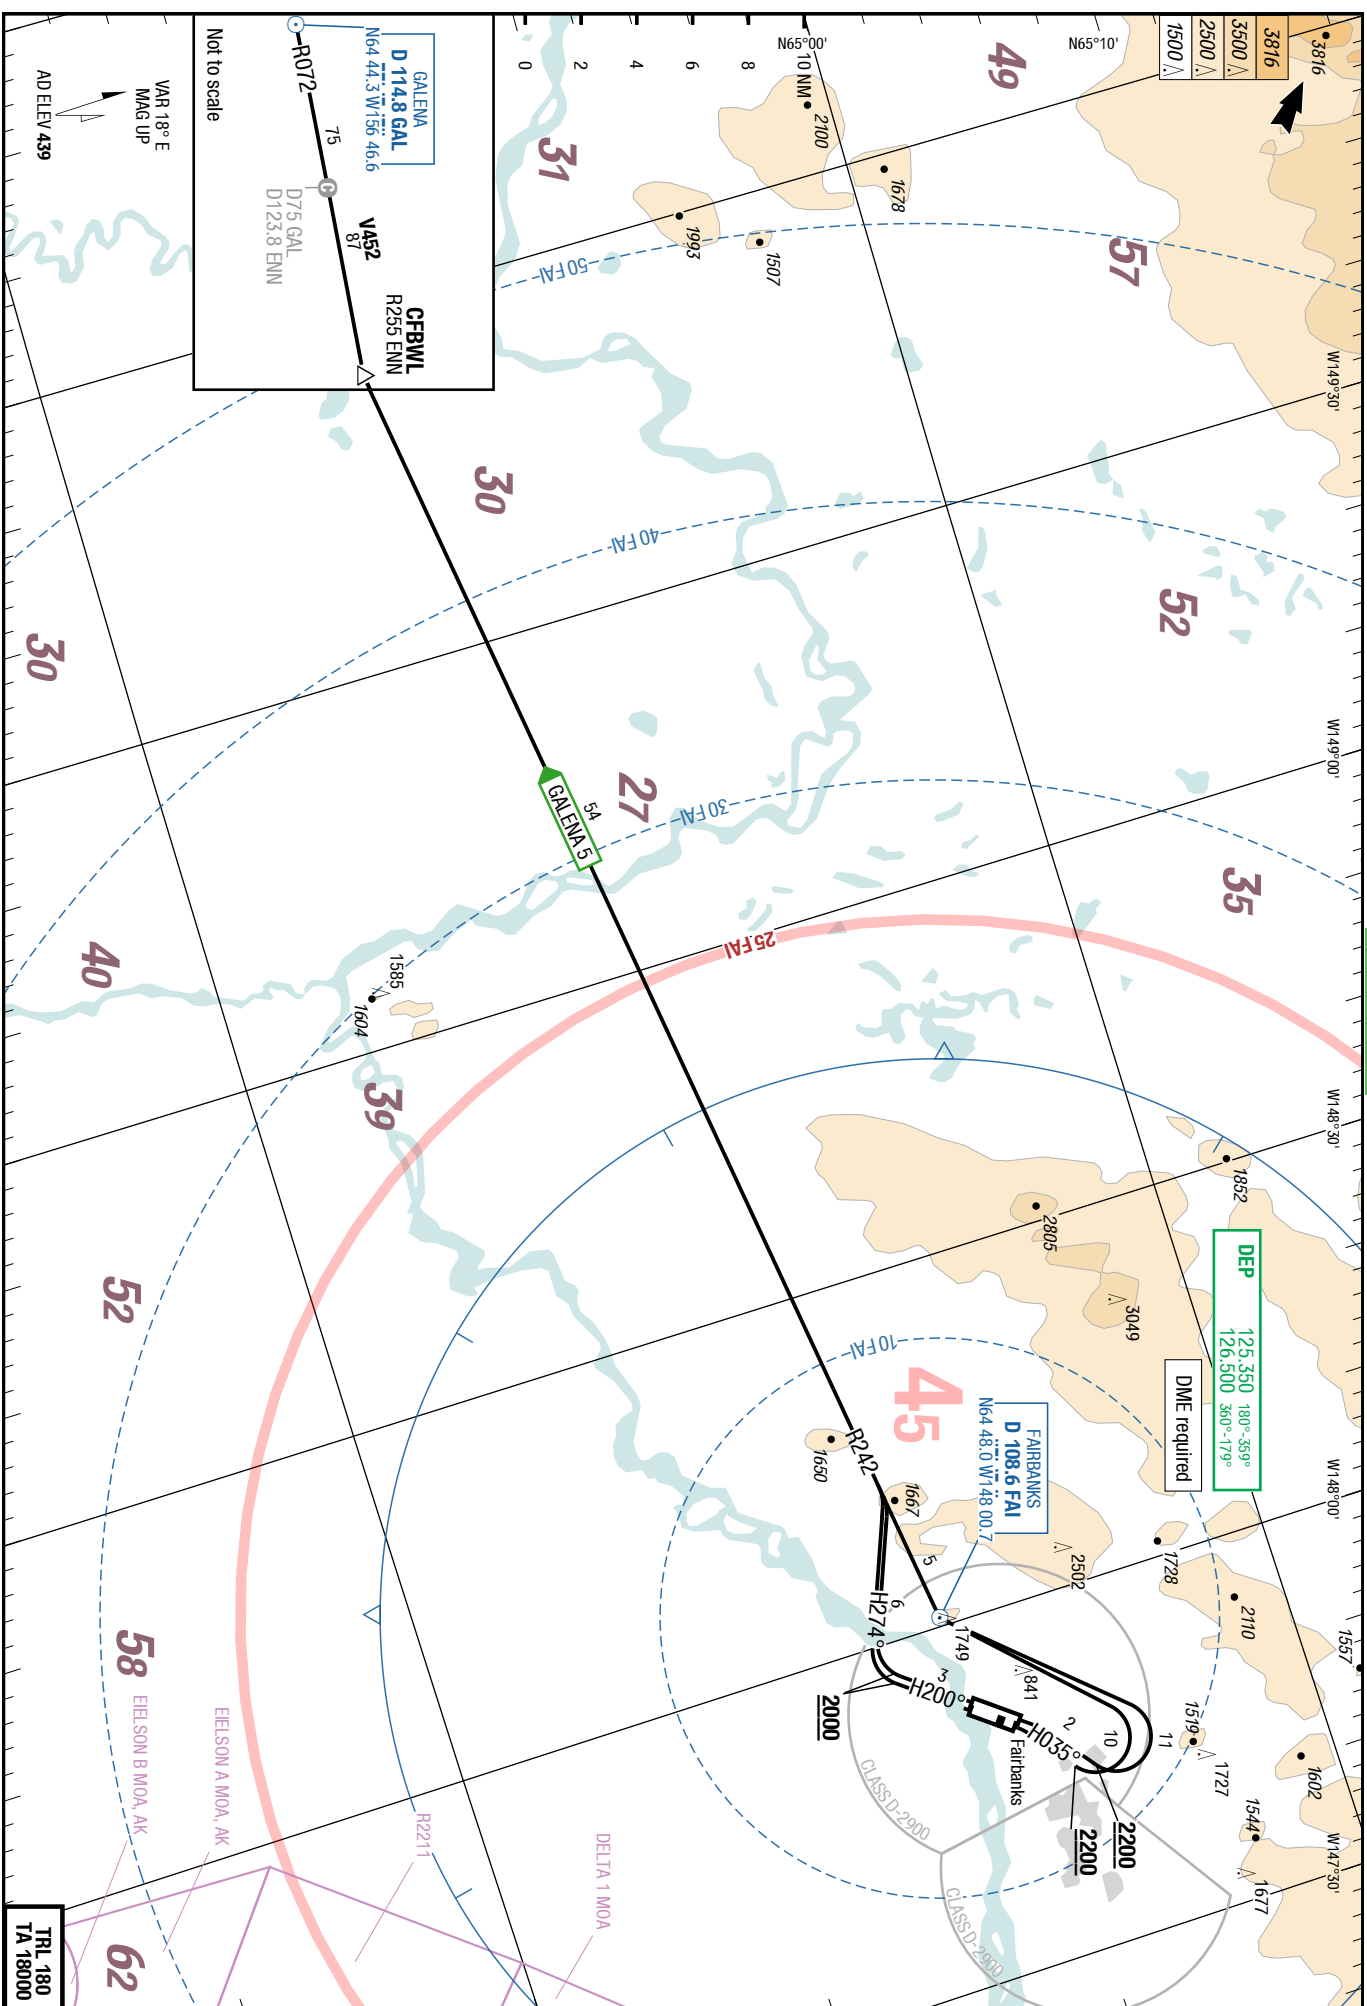 3816
3816
3500
2500
1500
N65°10'
N65°00'
10 NM
8
6
4
2
0
49
31
57
2100
1678
1993
1507
50 FAI
GALENA
D 114.8 GAL
N64 44.3 W156 46.6
R072
75
D75 GAL
D123.8 ENN
V452
87
CFBWL
R255 ENN
Not to scale
VAR 18° E
MAG UP
AD ELEV 439
W149°30'
30
40 FAI
52
30
W149°00'
27
54
GALENA 5
30 FAI
35
25 FAI
40
1585
1604
39
W148°30'
1852
2805
3049
DEP
125.350 180°-359°
126.500 360°-179°
DME required
52
10 FAI
45
FAIRBANKS
D 108.6 FAI
N64 48.0 W148 00.7
W148°00'
1650
R242
1667
5
2502
1728
2110
1557
6
H274°
1749
841
3
H200°
2000
2
H035°
Fairbanks
10
11
1519
1727
1602
1544
1677
2200
2200
W147°30'
CLASS D-2900
CLASS D-2900
58
EIELSON B MOA, AK
EIELSON A MOA, AK
R2211
DELTA 1 MOA
62
TRL 180
TA 18000